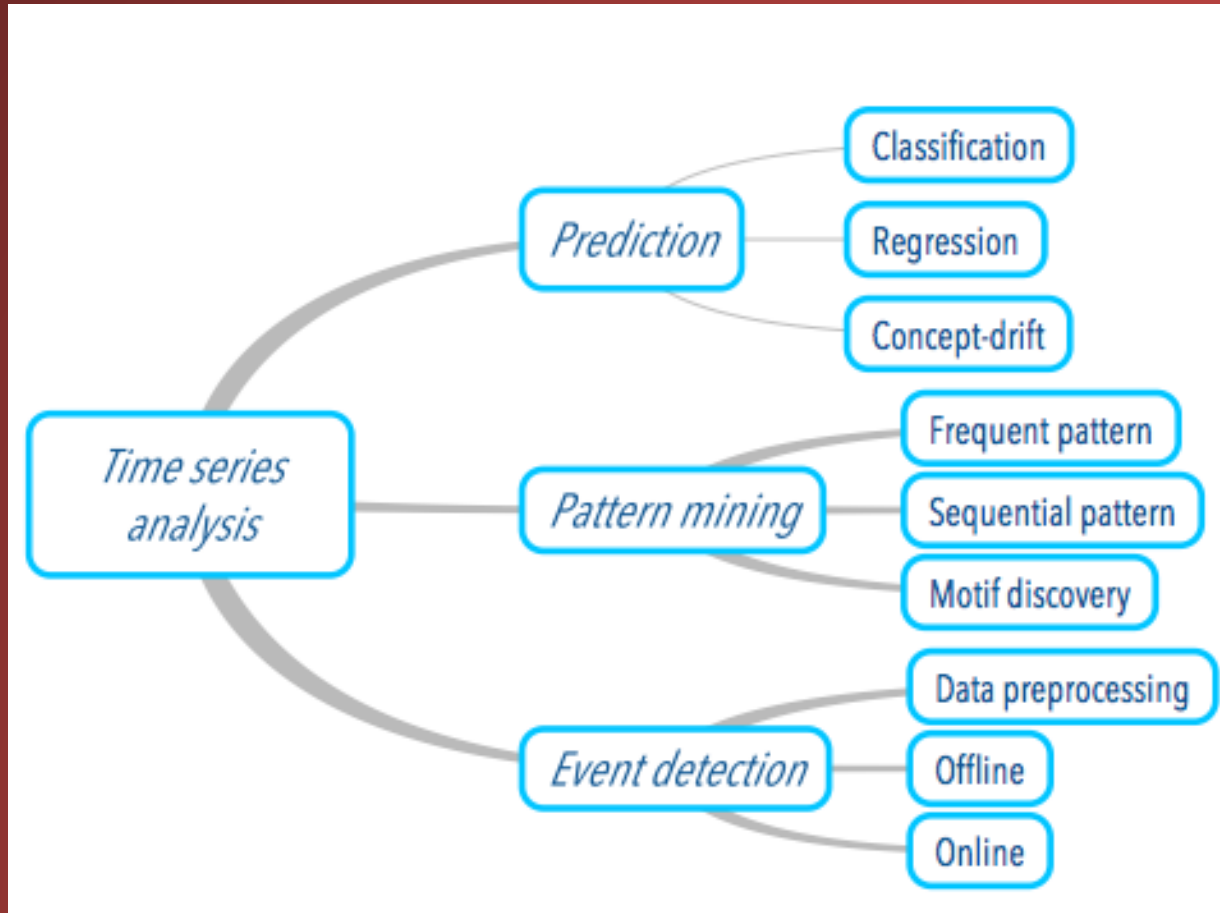 Time series
analysis
Prediction
Classification
Regression
Concept-drift
Pattern mining
Frequent pattern
Sequential pattern
Motif discovery
Event detection
Data preprocessing
Offline
Online